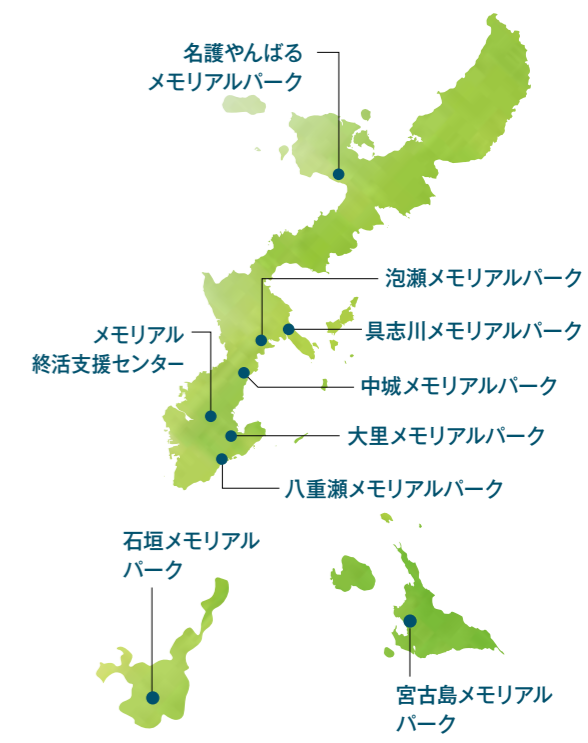 名護やんばる
メモリアルパーク
泡瀬メモリアルパーク
具志川メモリアルパーク
メモリアル
終活支援センター
中城メモリアルパーク
大里メモリアルパーク
八重瀬メモリアルパーク
石垣メモリアル
パーク
宮古島メモリアル
パーク